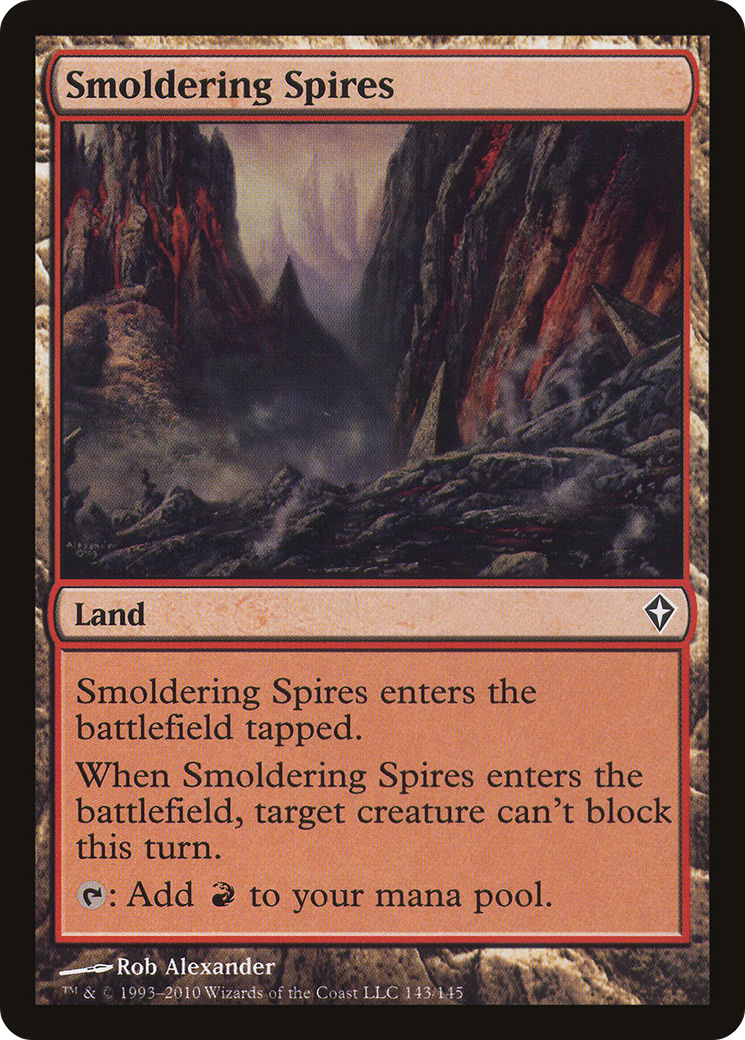 Smoldering Spires
Land
Smoldering Spires enters the
battlefield tapped.
When Smoldering Spires enters the
battlefield, target creature can't block
this turn.
: Add to your mana pool.
Rob Alexander
™ & © 1993–2010 Wizards of the Coast LLC 143/145